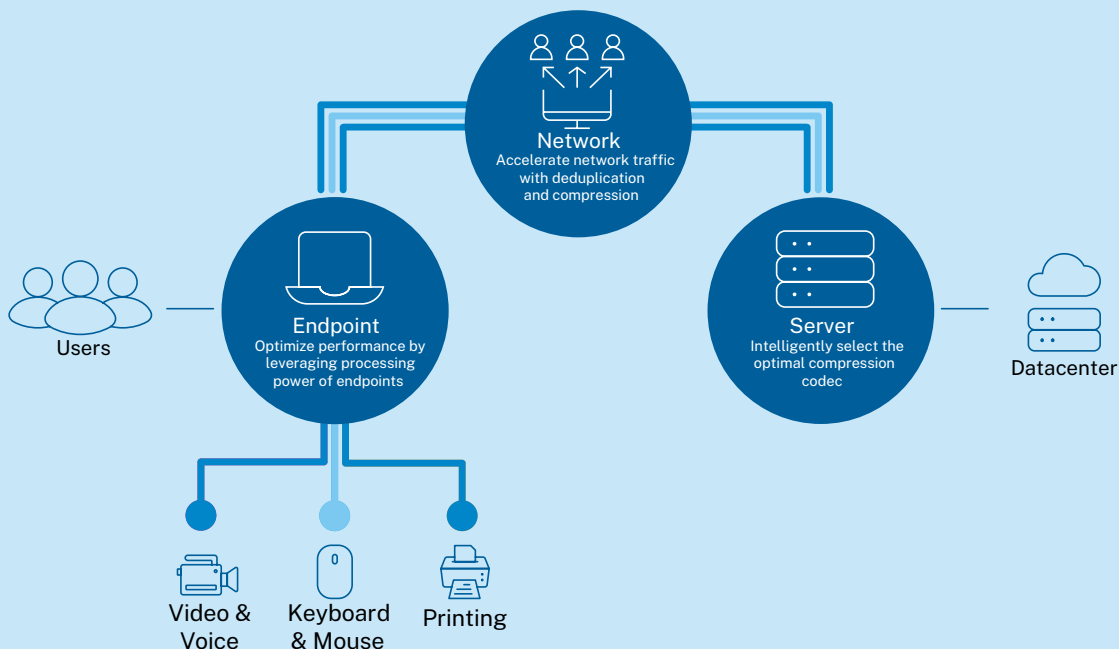 Network
Accelerate network traffic
with deduplication
and compression
Users
Endpoint
Optimize performance by
leveraging processing
power of endpoints
Server
Intelligently select the
optimal compression
codec
Datacenter
Video &
Voice
Keyboard
& Mouse
Printing